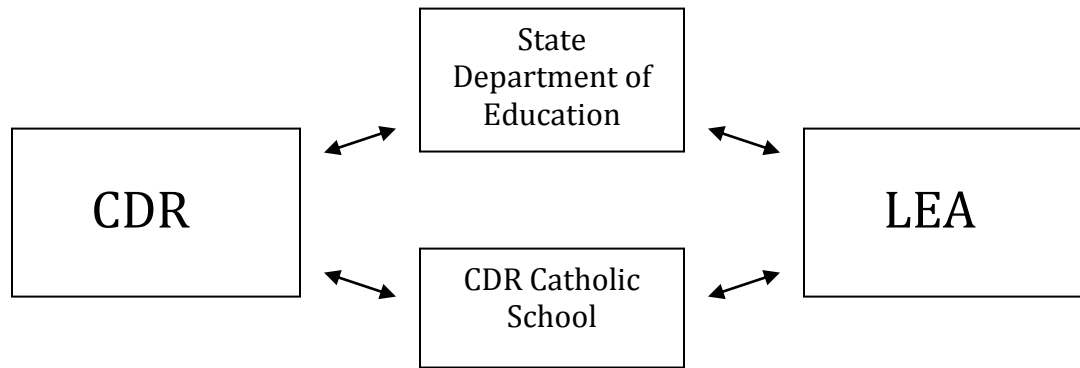 State
Department of
Education
CDR
LEA
CDR Catholic
School